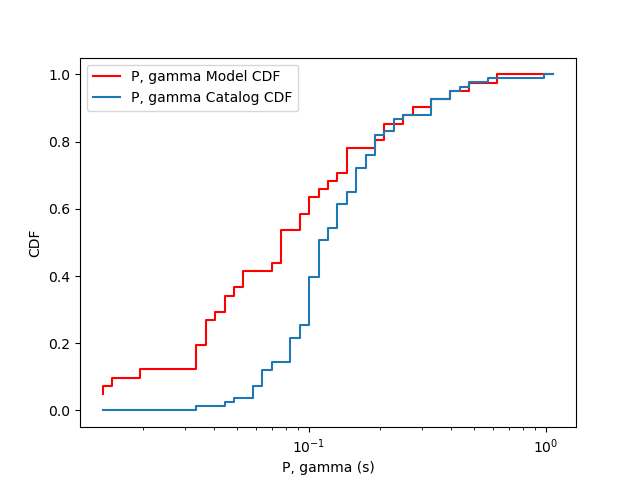 P, gamma Model CDF
P, gamma Catalog CDF
1.0
0.8
0.6
0.4
0.2
0.0
CDF
10⁻¹ 10⁰
P, gamma (s)